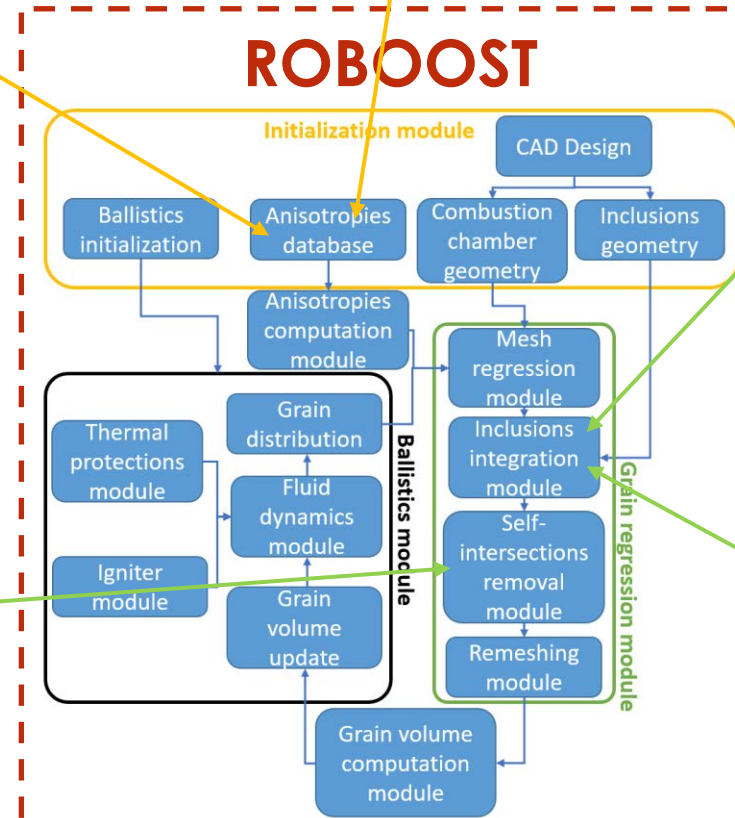 ROBOOST
Initialization module
CAD Design
Ballistics
initialization
Anisotropies
database
Combustion
chamber
geometry
Inclusions
geometry
Anisotropies
computation
module
Mesh
regression
module
Grain
distribution
Thermal
protections
module
Fluid
dynamics
module
Igniter
module
Grain
volume
update
Ballistics module
Inclusions
integration
module
Self-
intersections
removal
module
Remeshing
module
Grain regression module
Grain volume
computation
module